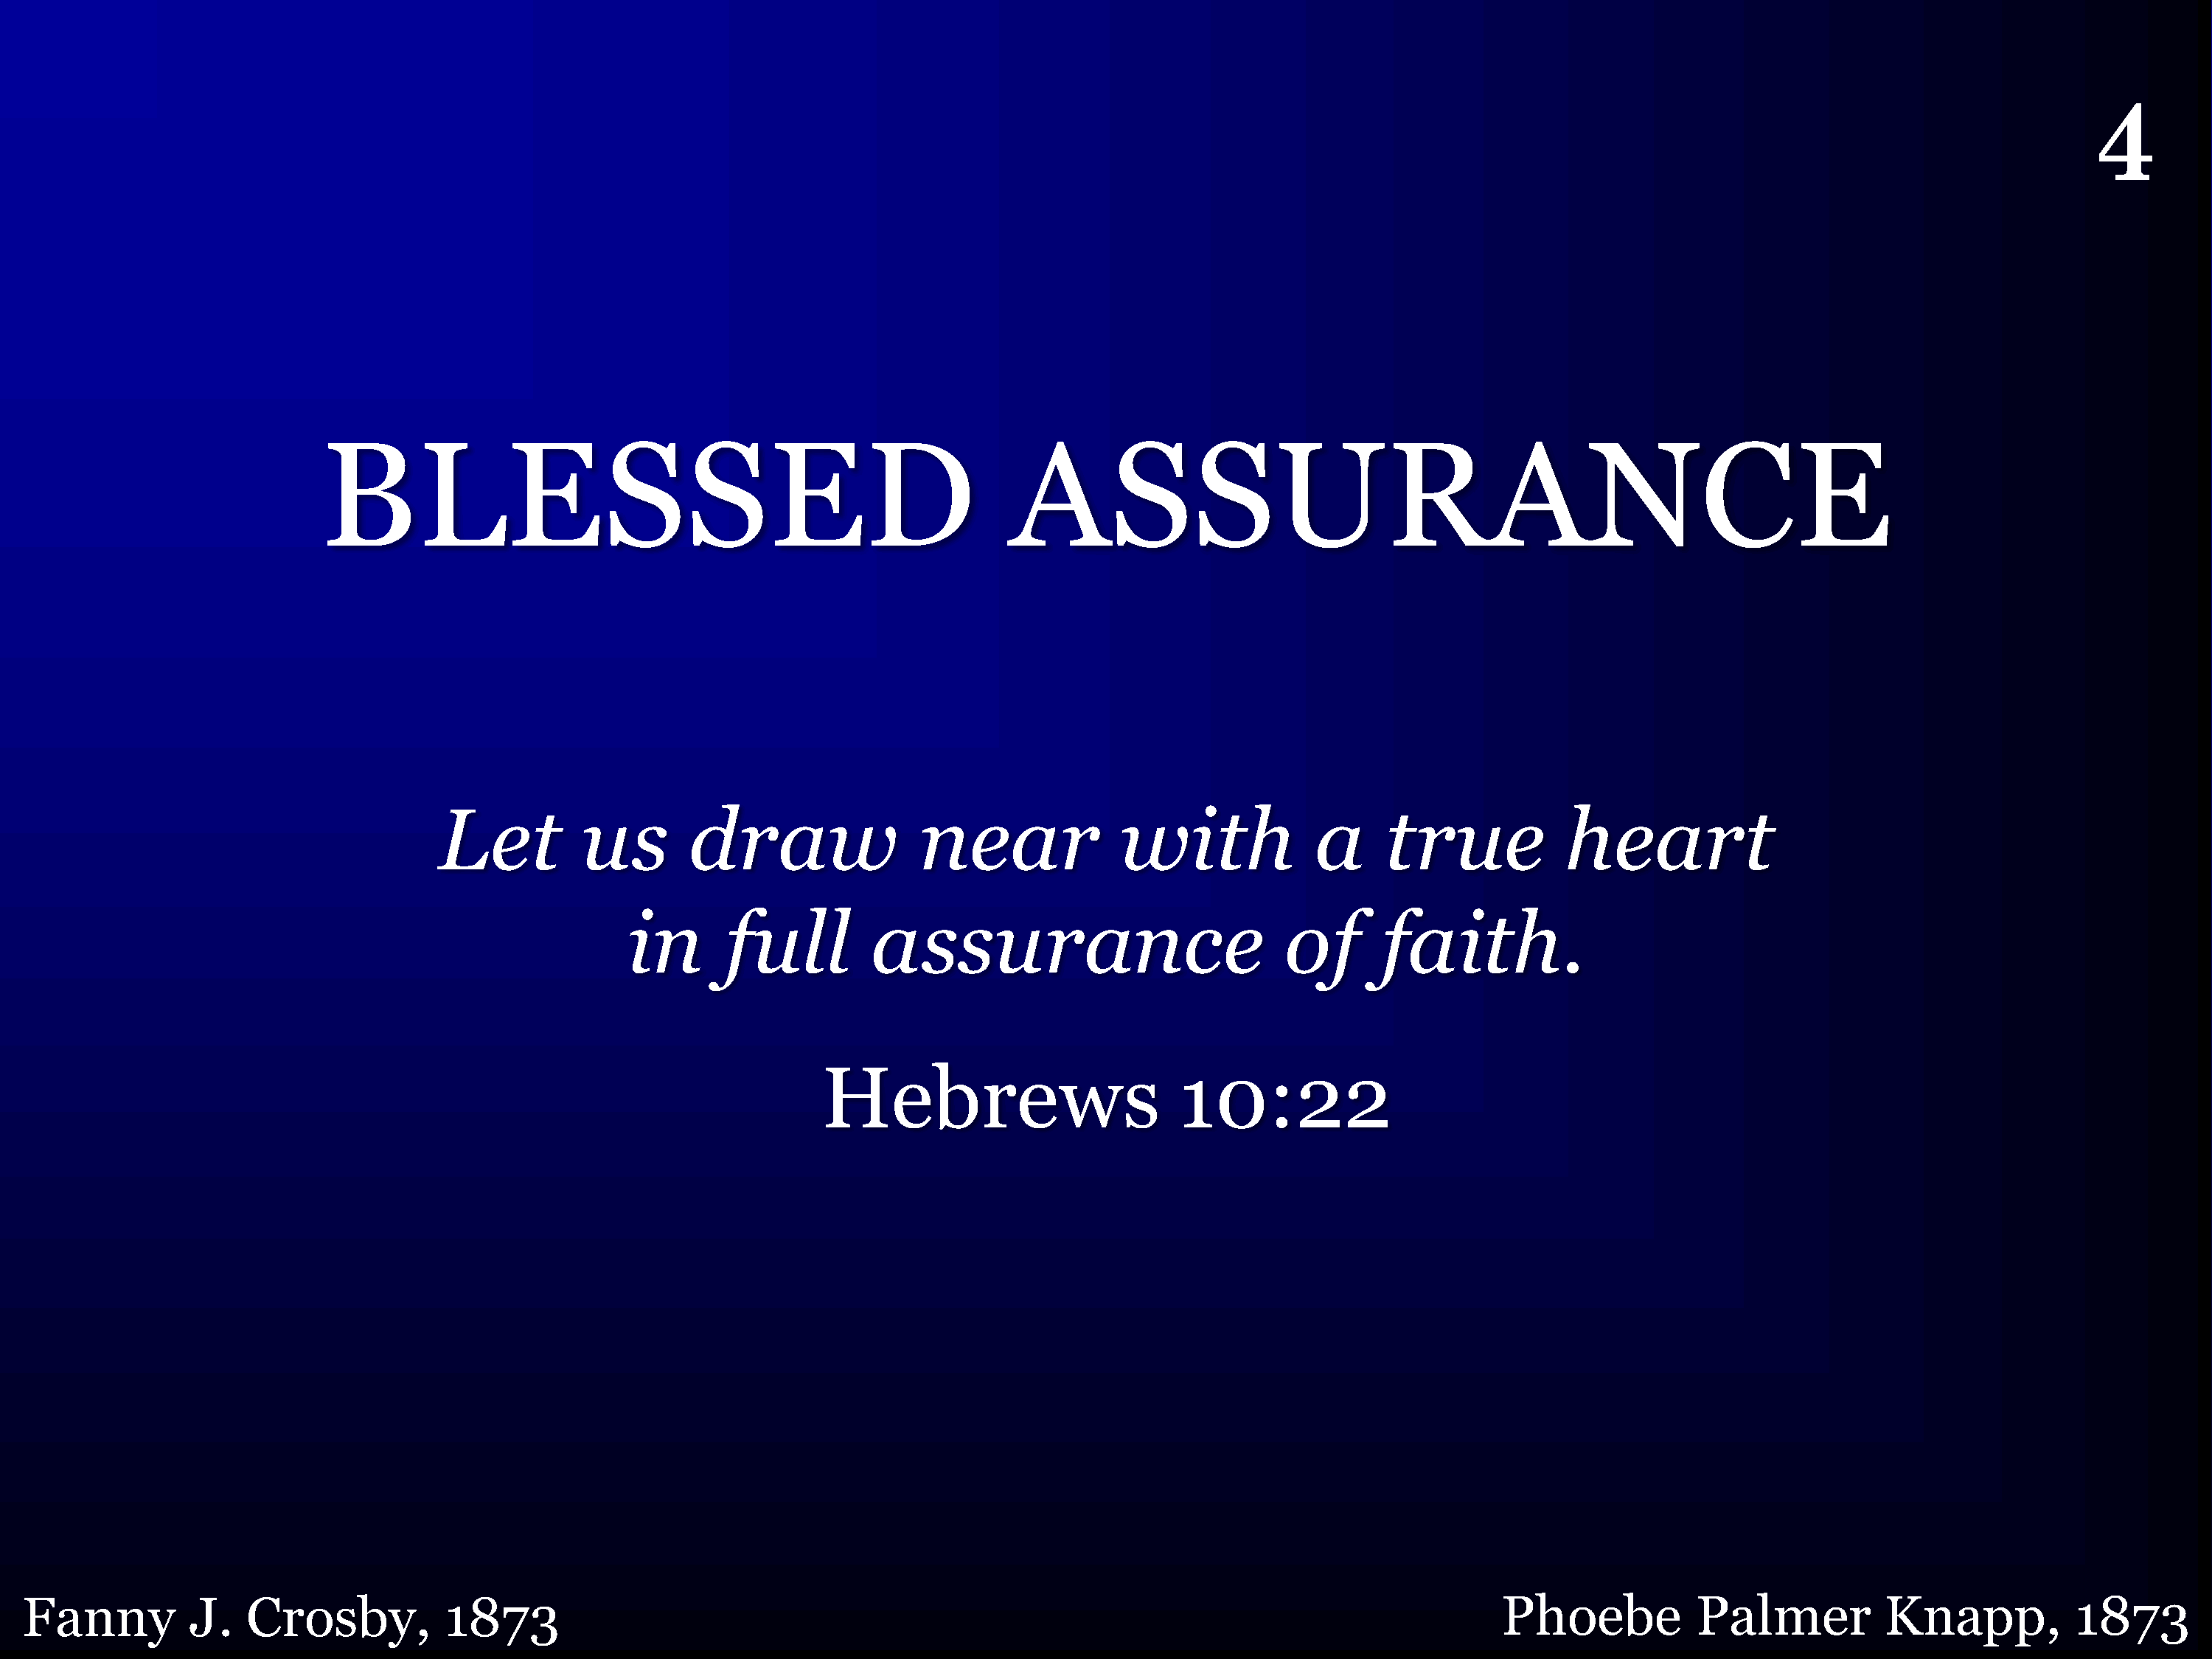 4
BLESSED ASSURANCE
Let us draw near with a true heart
in full assurance of faith.
Hebrews 10:22
Fanny J. Crosby, 1873
Phoebe Palmer Knapp, 1873